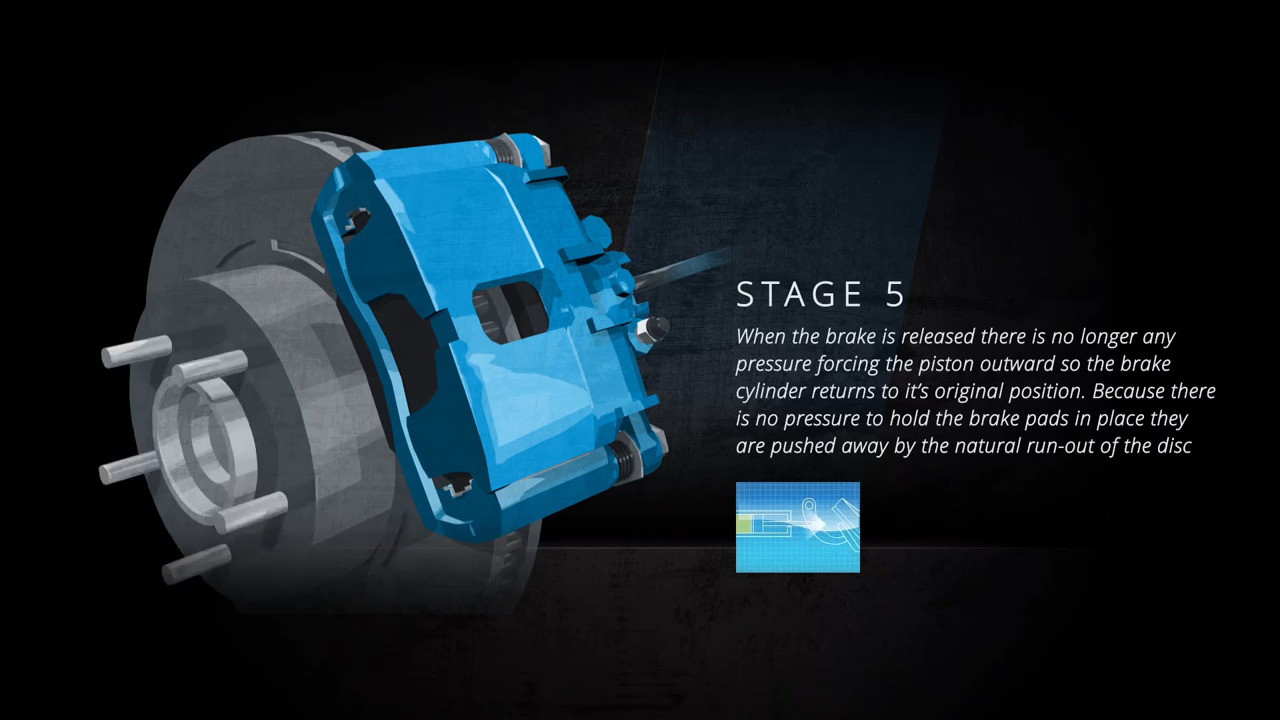 STAGE 5
When the brake is released there is no longer any
pressure forcing the piston outward so the brake
cylinder returns to it’s original position. Because there
is no pressure to hold the brake pads in place they
are pushed away by the natural run-out of the disc